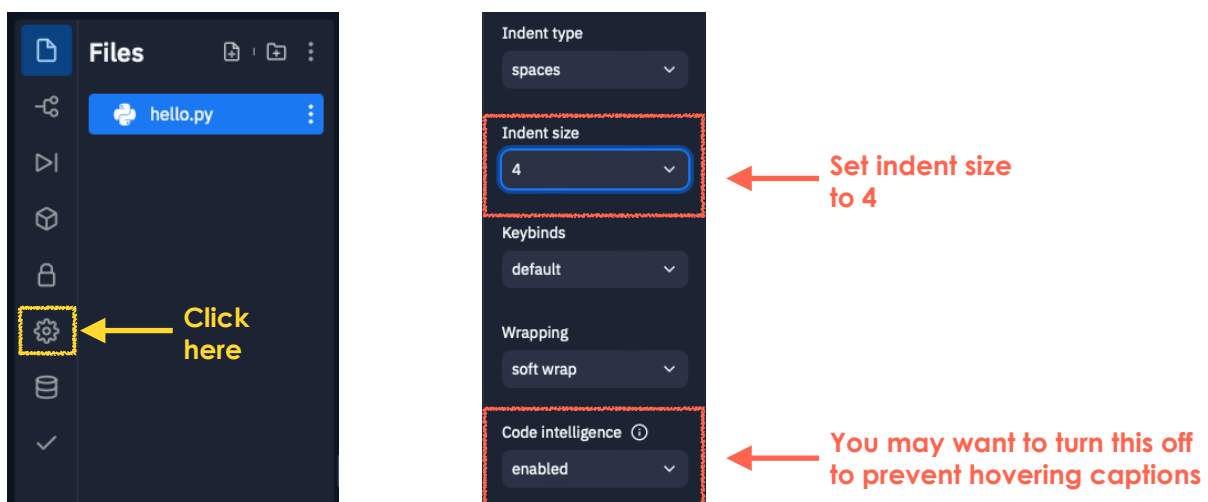 Files
hello.py
Click
here
Indent type
spaces
Indent size
4
Set indent size
to 4
Keybinds
default
Wrapping
soft wrap
Code intelligence
enabled
You may want to turn this off
to prevent hovering captions